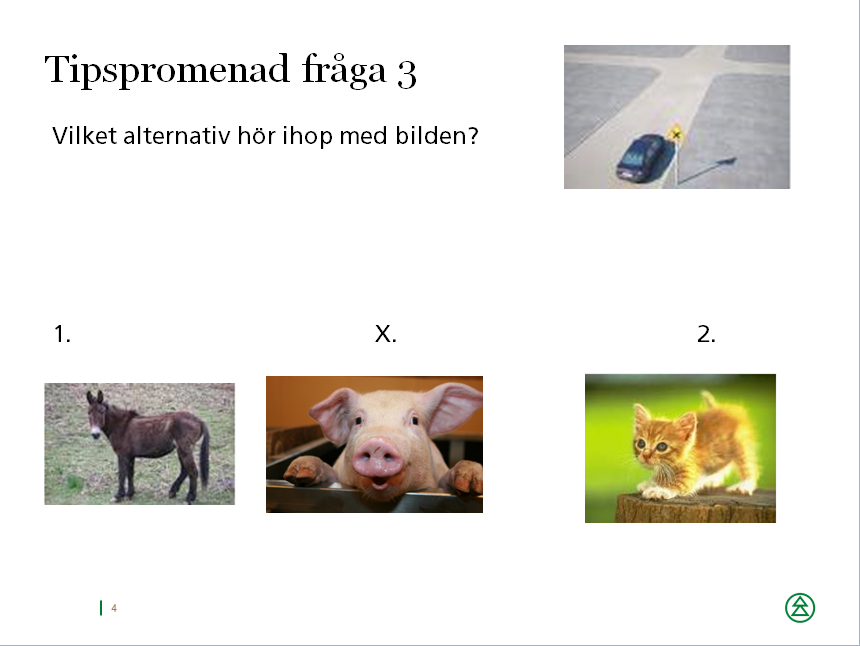 Tipspromenad fråga 3
Vilket alternativ hör ihop med bilden?
1.
X.
2.
4